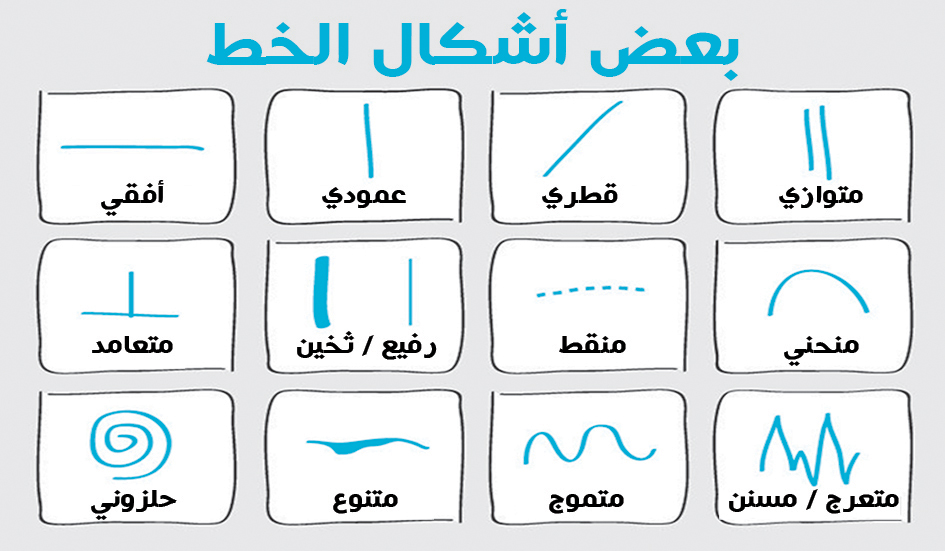 بعض أشكال الخط
متوازي
قطري
عمودي
أفقي
منحني
منقط
رفيع / ثخين
متعامد
متعرج / مسنن
متموج
متنوع
حلزوني